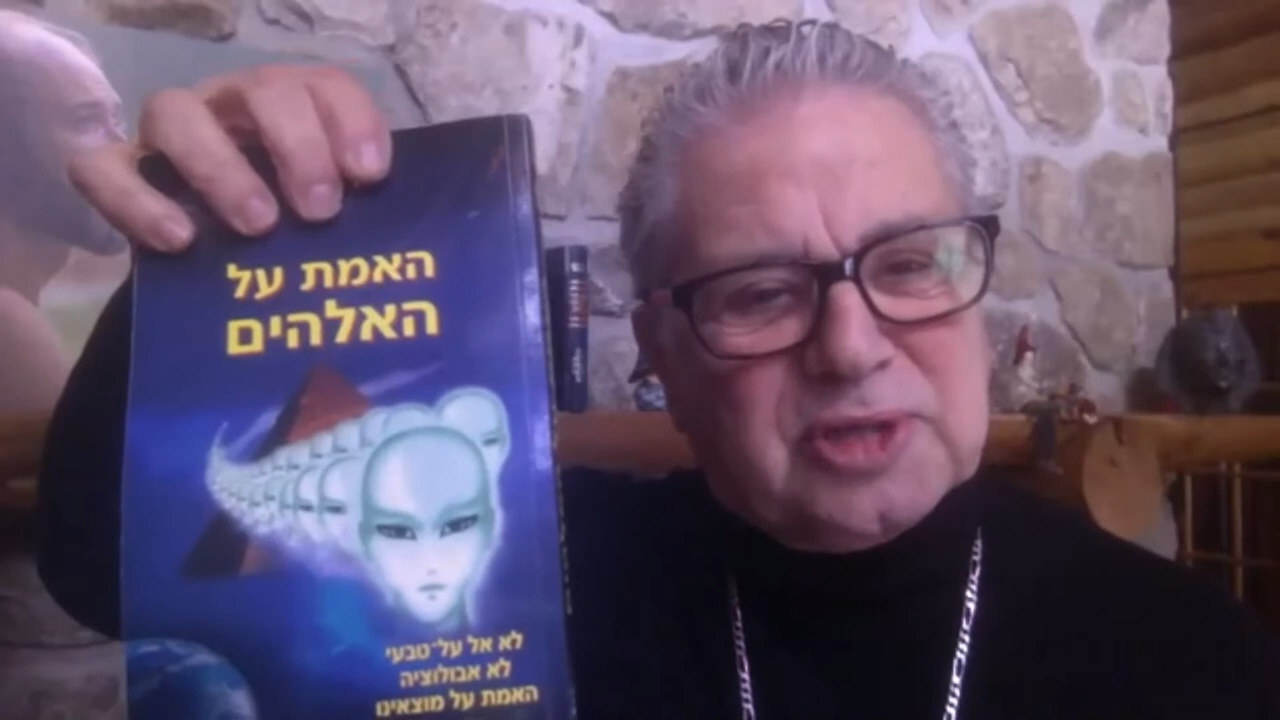 האמת על
האלהים
לא אל על־טבעי
לא אבולוציה
האמת על מוצאינו